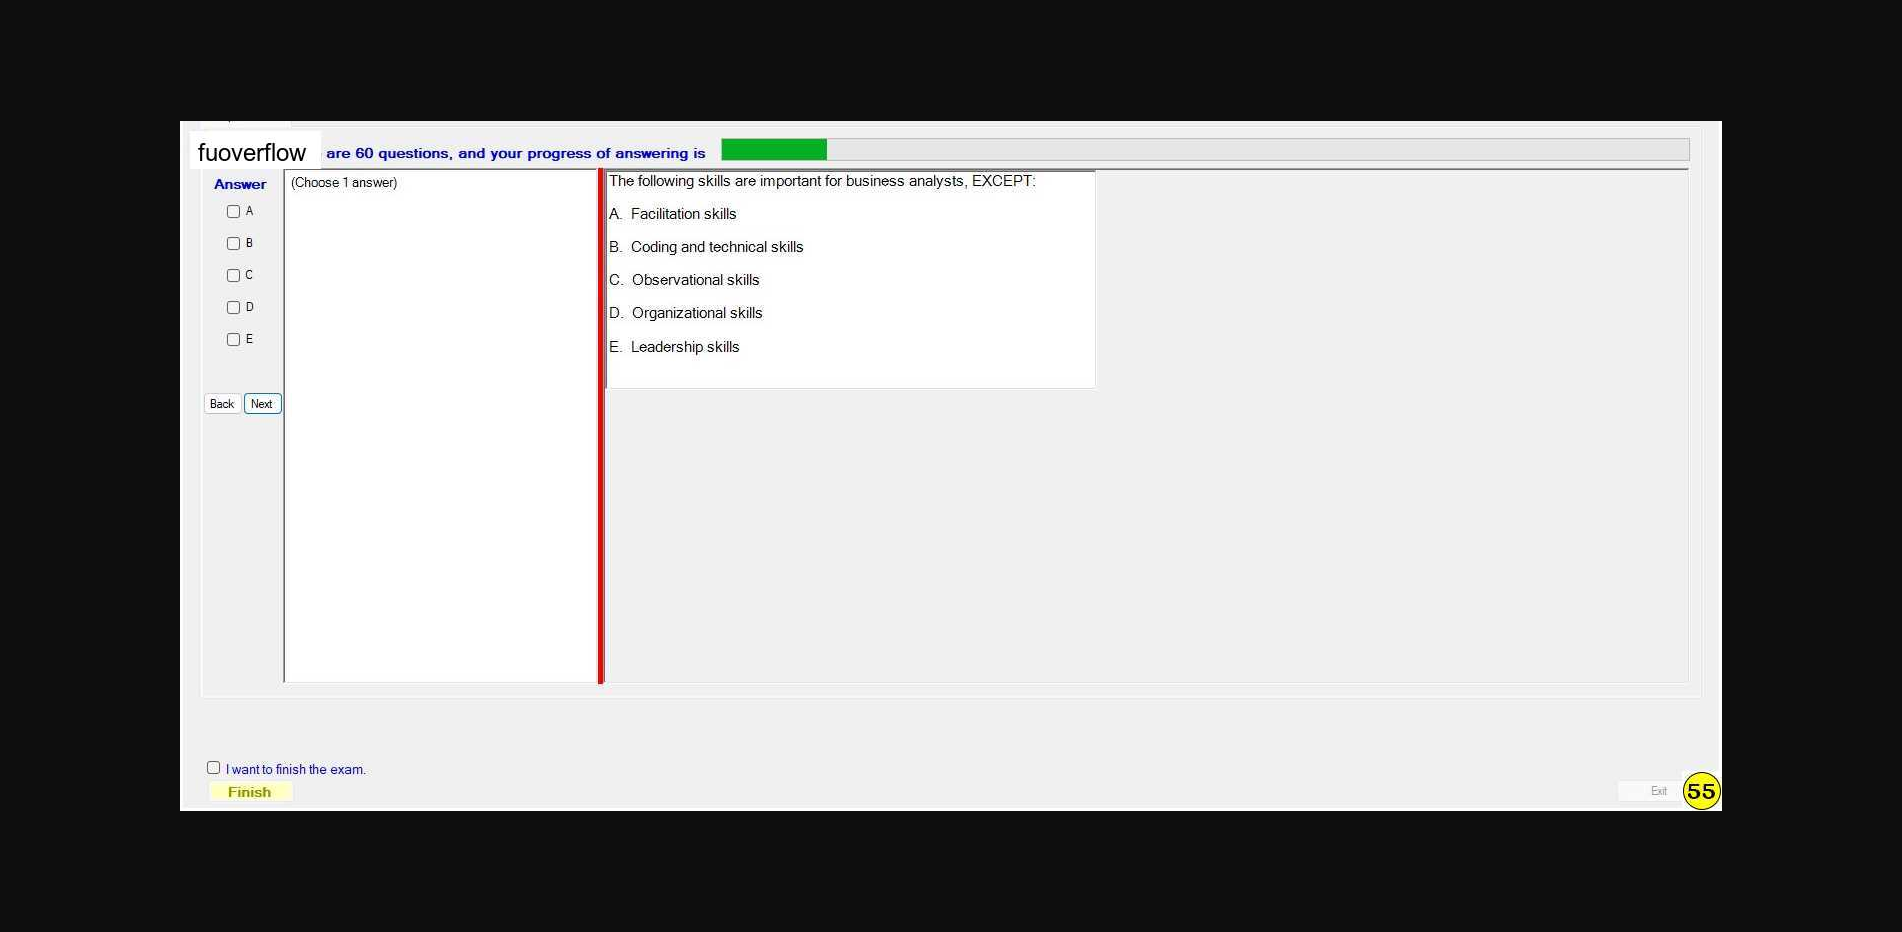 fuoverflow are 60 questions, and your progress of answering is
Answer
A
B
C
D
E
Back Next
(Choose 1 answer)
The following skills are important for business analysts, EXCEPT:
A. Facilitation skills
B. Coding and technical skills
C. Observational skills
D. Organizational skills
E. Leadership skills
I want to finish the exam.
Finish
Exit
55